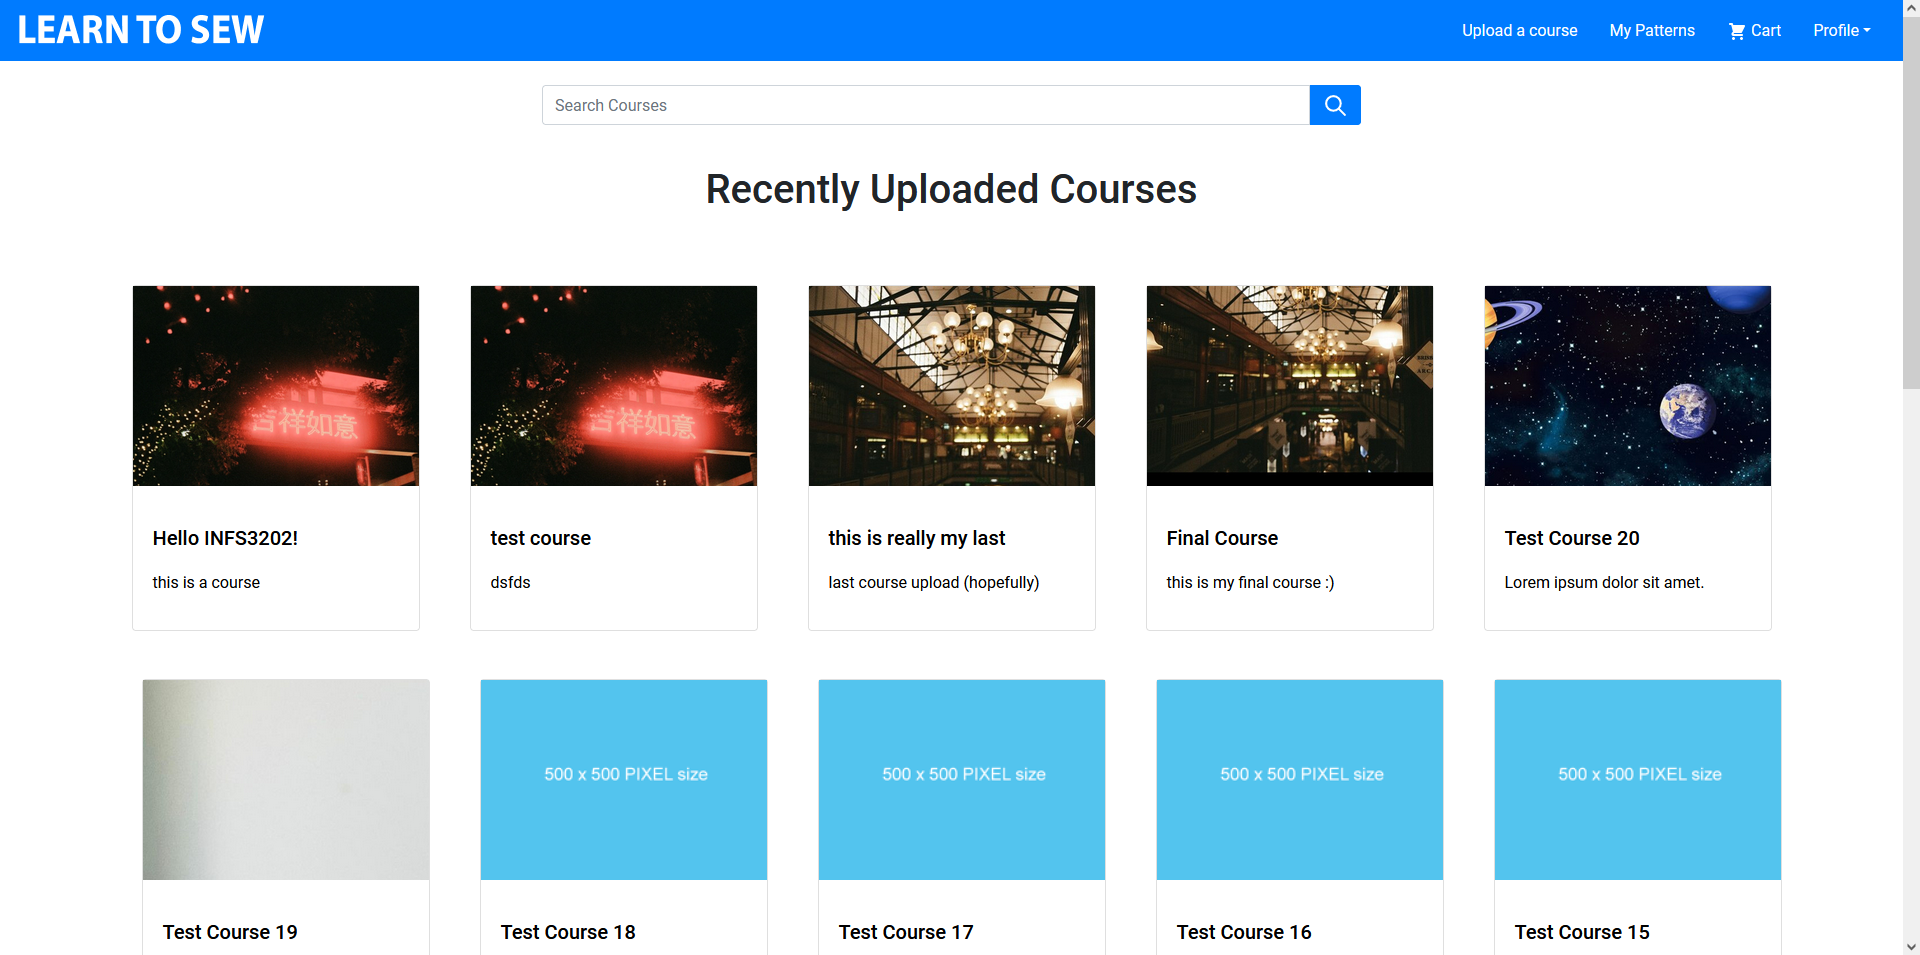 LEARN TO SEW
Upload a course
My Patterns
Cart
Profile
Search Courses
Recently Uploaded Courses
吉祥如意
吉祥如意
Hello INFS3202!
this is a course
test course
dsfds
this is really my last
last course upload (hopefully)
Final Course
this is my final course :)
Test Course 20
Lorem ipsum dolor sit amet.
500 x 500 PIXEL size
500 x 500 PIXEL size
500 x 500 PIXEL size
500 x 500 PIXEL size
Test Course 19
Test Course 18
Test Course 17
Test Course 16
Test Course 15